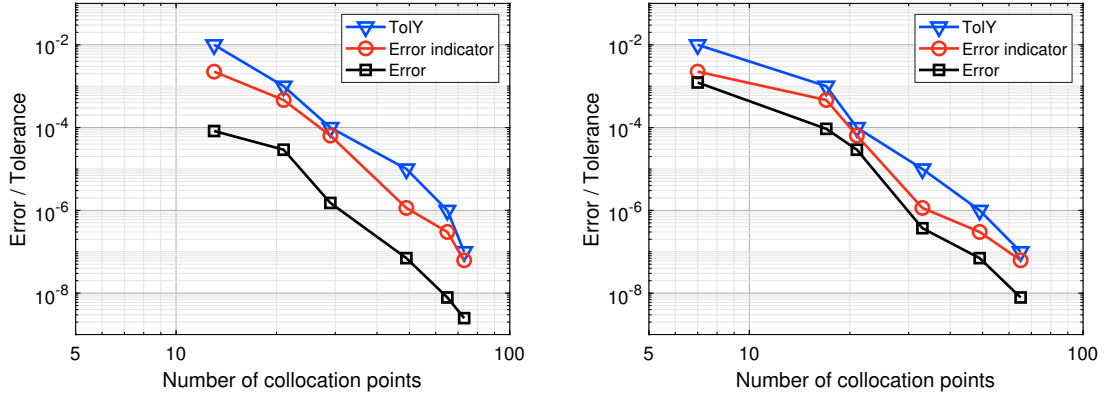 TolY
Error indicator
Error
10-2
10-4
10-6
10-8
Error / Tolerance
5
10
100
Number of collocation points
TolY
Error indicator
Error
10-2
10-4
10-6
10-8
Error / Tolerance
5
10
100
Number of collocation points